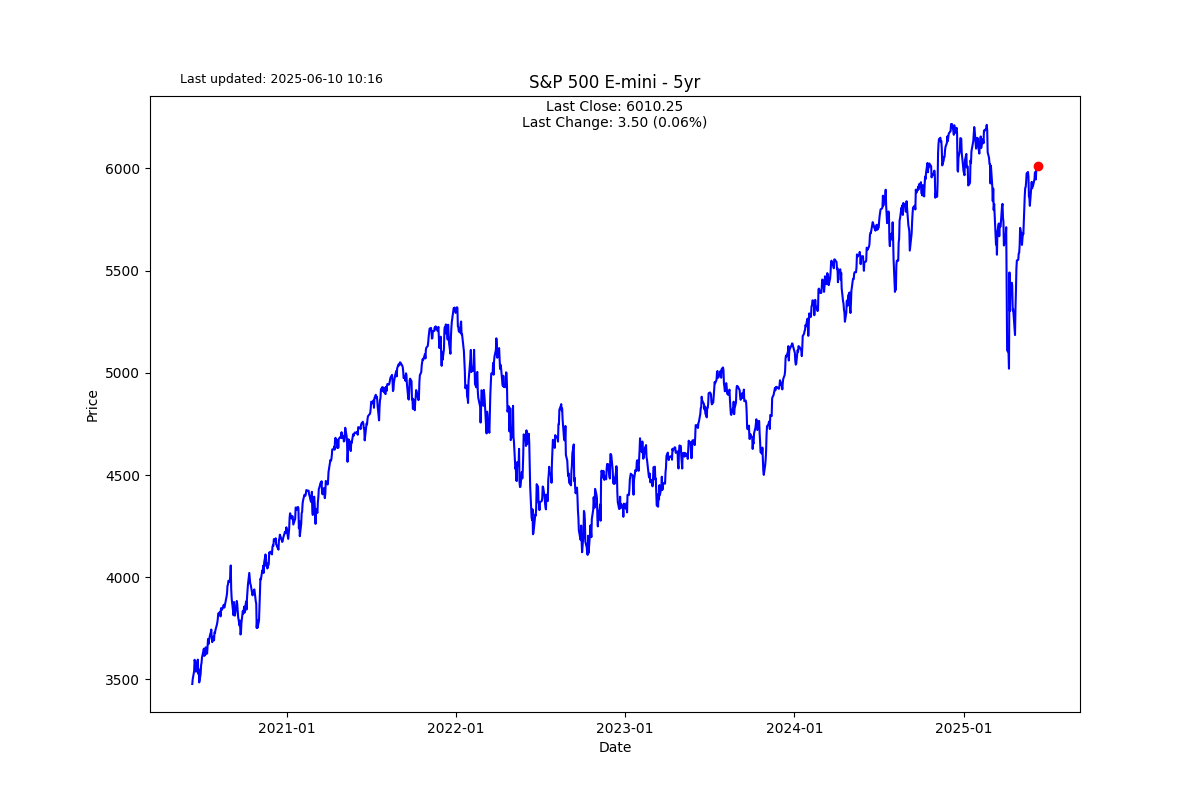 Last updated: 2025-06-10 10:16
S&P 500 E-mini - 5yr
Last Close: 6010.25
Last Change: 3.50 (0.06%)
6000
5500
5000
4500
4000
3500
Price
2021-01
2022-01
2023-01
2024-01
2025-01
Date